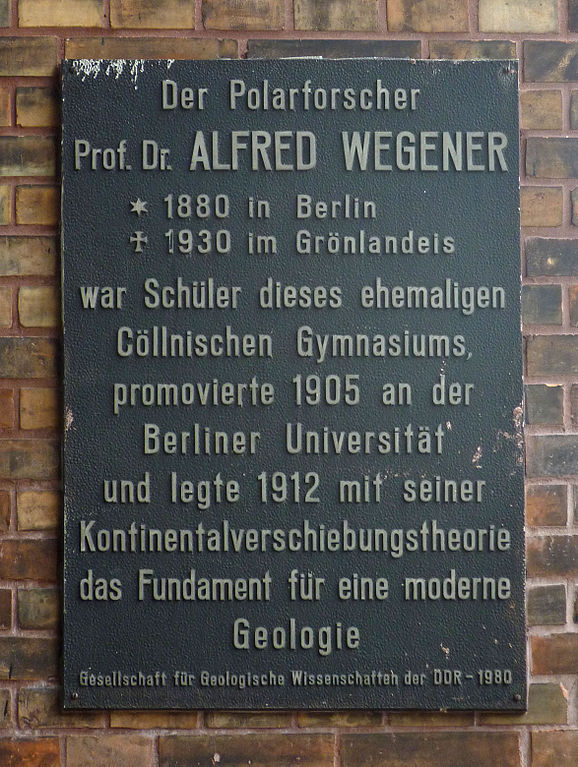 Der Polarforscher
Prof. Dr. ALFRED WEGENER
* 1880 in Berlin
✠ 1930 im Grönlandeis
war Schüler dieses ehemaligen
Cöllnischen Gymnasiums,
promovierte 1905 an der
Berliner Universität
und legte 1912 mit seiner
Kontinentalverschiebungstheorie
das Fundament für eine moderne
Geologie
Gesellschaft für Geologische Wissenschaften der DDR - 1980